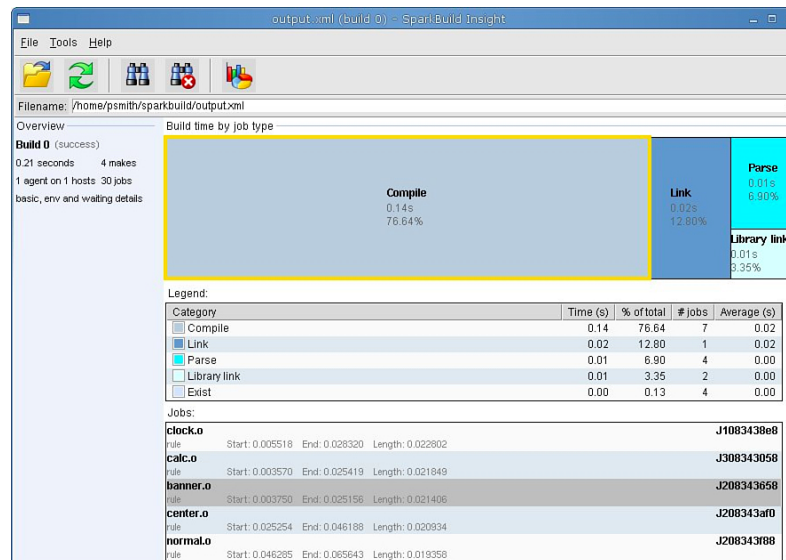 output.xml (build 0) - SparkBuild Insight
File Tools Help
Filename: /home/psmith/sparkbuild/output.xml
Overview
Build 0 (success)
0.21 seconds 4 makes
1 agent on 1 hosts 30 jobs
basic, env and waiting details
Build time by job type
Compile
0.14s
76.64%
Link
0.02s
12.80%
Parse
0.01s
6.90%
Library link
0.01s
3.35%
Legend:
Category Time (s) % of total # jobs Average (s)
Compile 0.14 76.64 7 0.02
Link 0.02 12.80 1 0.02
Parse 0.01 6.90 4 0.00
Library link 0.01 3.35 2 0.00
Exist 0.00 0.13 4 0.00
Jobs:
clock.o J1083438e8
rule Start: 0.005518 End: 0.028320 Length: 0.022802
calc.o J308343058
rule Start: 0.003570 End: 0.025419 Length: 0.021849
banner.o J208343658
rule Start: 0.003750 End: 0.025156 Length: 0.021406
center.o J208343af0
rule Start: 0.025254 End: 0.046188 Length: 0.020934
normal.o J208343f88
rule Start: 0.046285 End: 0.065643 Length: 0.019358